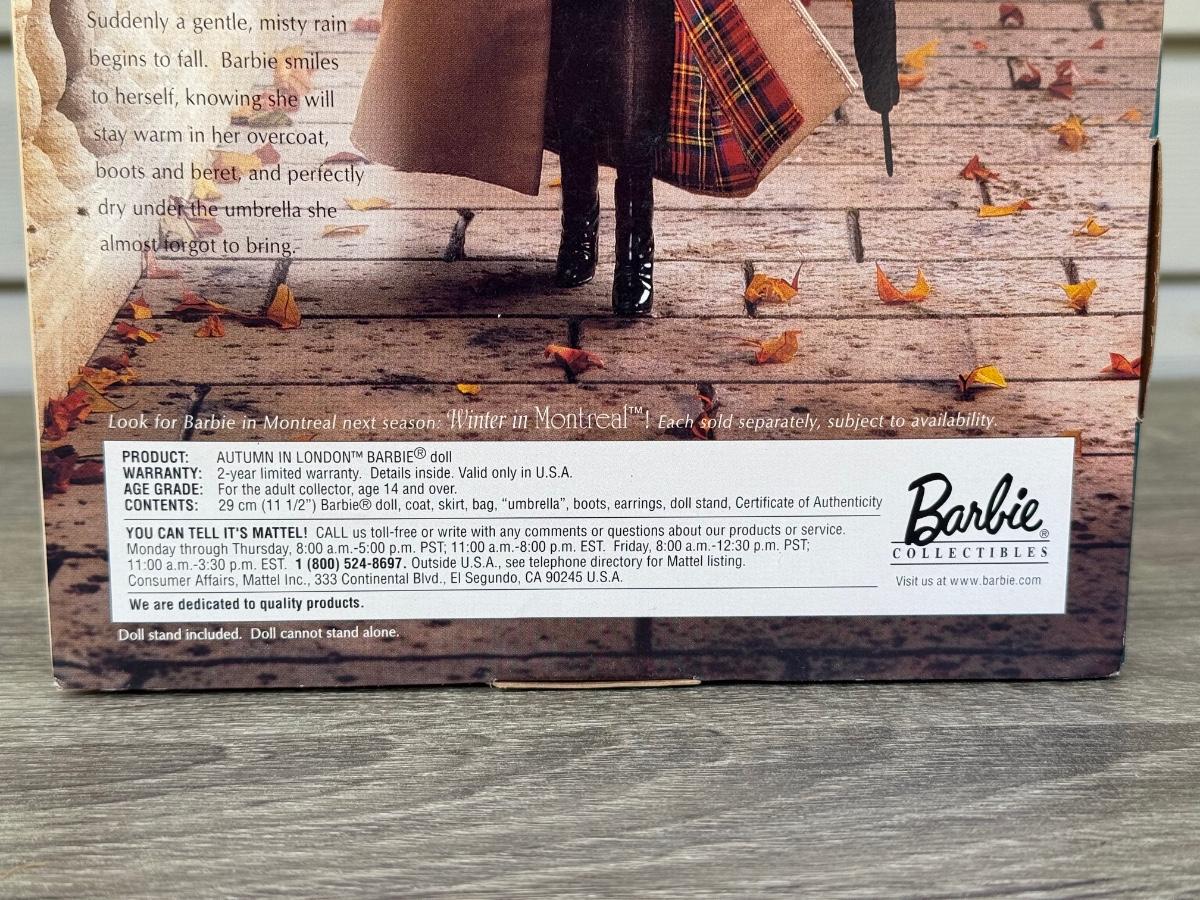 Suddenly a gentle, misty rain
begins to fall. Barbie smiles
to herself, knowing she will
stay warm in her overcoat,
boots and beret, and perfectly
dry under the umbrella she
almost forgot to bring.
Look for Barbie in Montreal next season: Winter in Montreal™! Each sold separately, subject to availability.
PRODUCT: AUTUMN IN LONDON™ BARBIE® doll
WARRANTY: 2-year limited warranty. Details inside. Valid only in U.S.A.
AGE GRADE: For the adult collector, age 14 and over.
CONTENTS: 29 cm (11 1/2") Barbie® doll, coat, skirt, bag, "umbrella", boots, earrings, doll stand, Certificate of Authenticity
YOU CAN TELL IT'S MATTEL! CALL us toll-free or write with any comments or questions about our products or service.
Monday through Thursday, 8:00 a.m.-5:00 p.m. PST; 11:00 a.m.-8:00 p.m. EST. Friday, 8:00 a.m.-12:30 p.m. PST;
11:00 a.m.-3:30 p.m. EST. 1 (800) 524-8697. Outside U.S.A., see telephone directory for Mattel listing.
Consumer Affairs, Mattel Inc., 333 Continental Blvd., El Segundo, CA 90245 U.S.A.
We are dedicated to quality products.
Barbie®
COLLECTIBLES
Visit us at www.barbie.com
Doll stand included. Doll cannot stand alone.